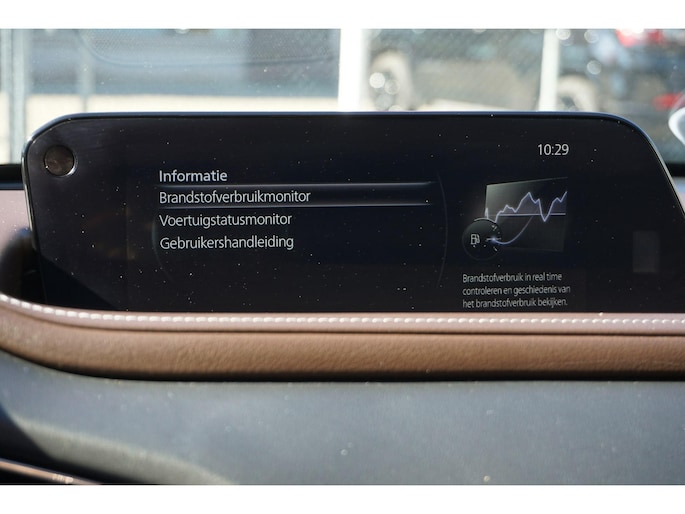 10:29
Informatie
Brandstofverbruikmonitor
Voertuigstatusmonitor
Gebruikershandleiding
Brandstofverbruik in real time
controleren en geschiedenis van
het brandstofverbruik bekijken.